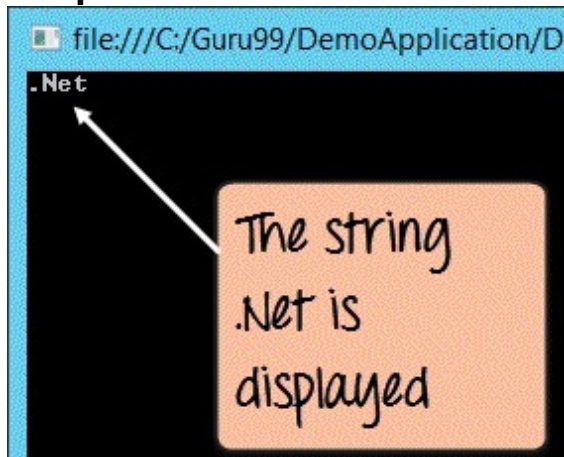 file:///C:/Guru99/DemoApplication/D
.Net
The string
.Net is
displayed